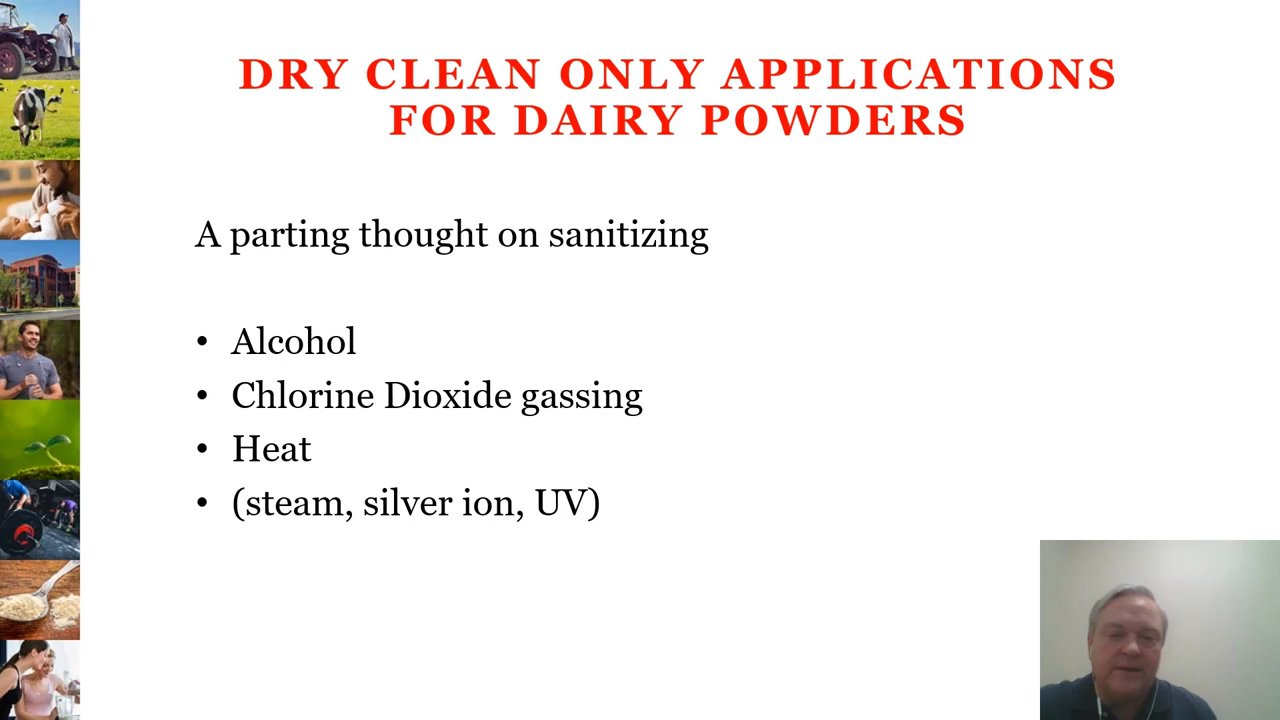 DRY CLEAN ONLY APPLICATIONS
FOR DAIRY POWDERS
A parting thought on sanitizing
• Alcohol
• Chlorine Dioxide gassing
• Heat
• (steam, silver ion, UV)